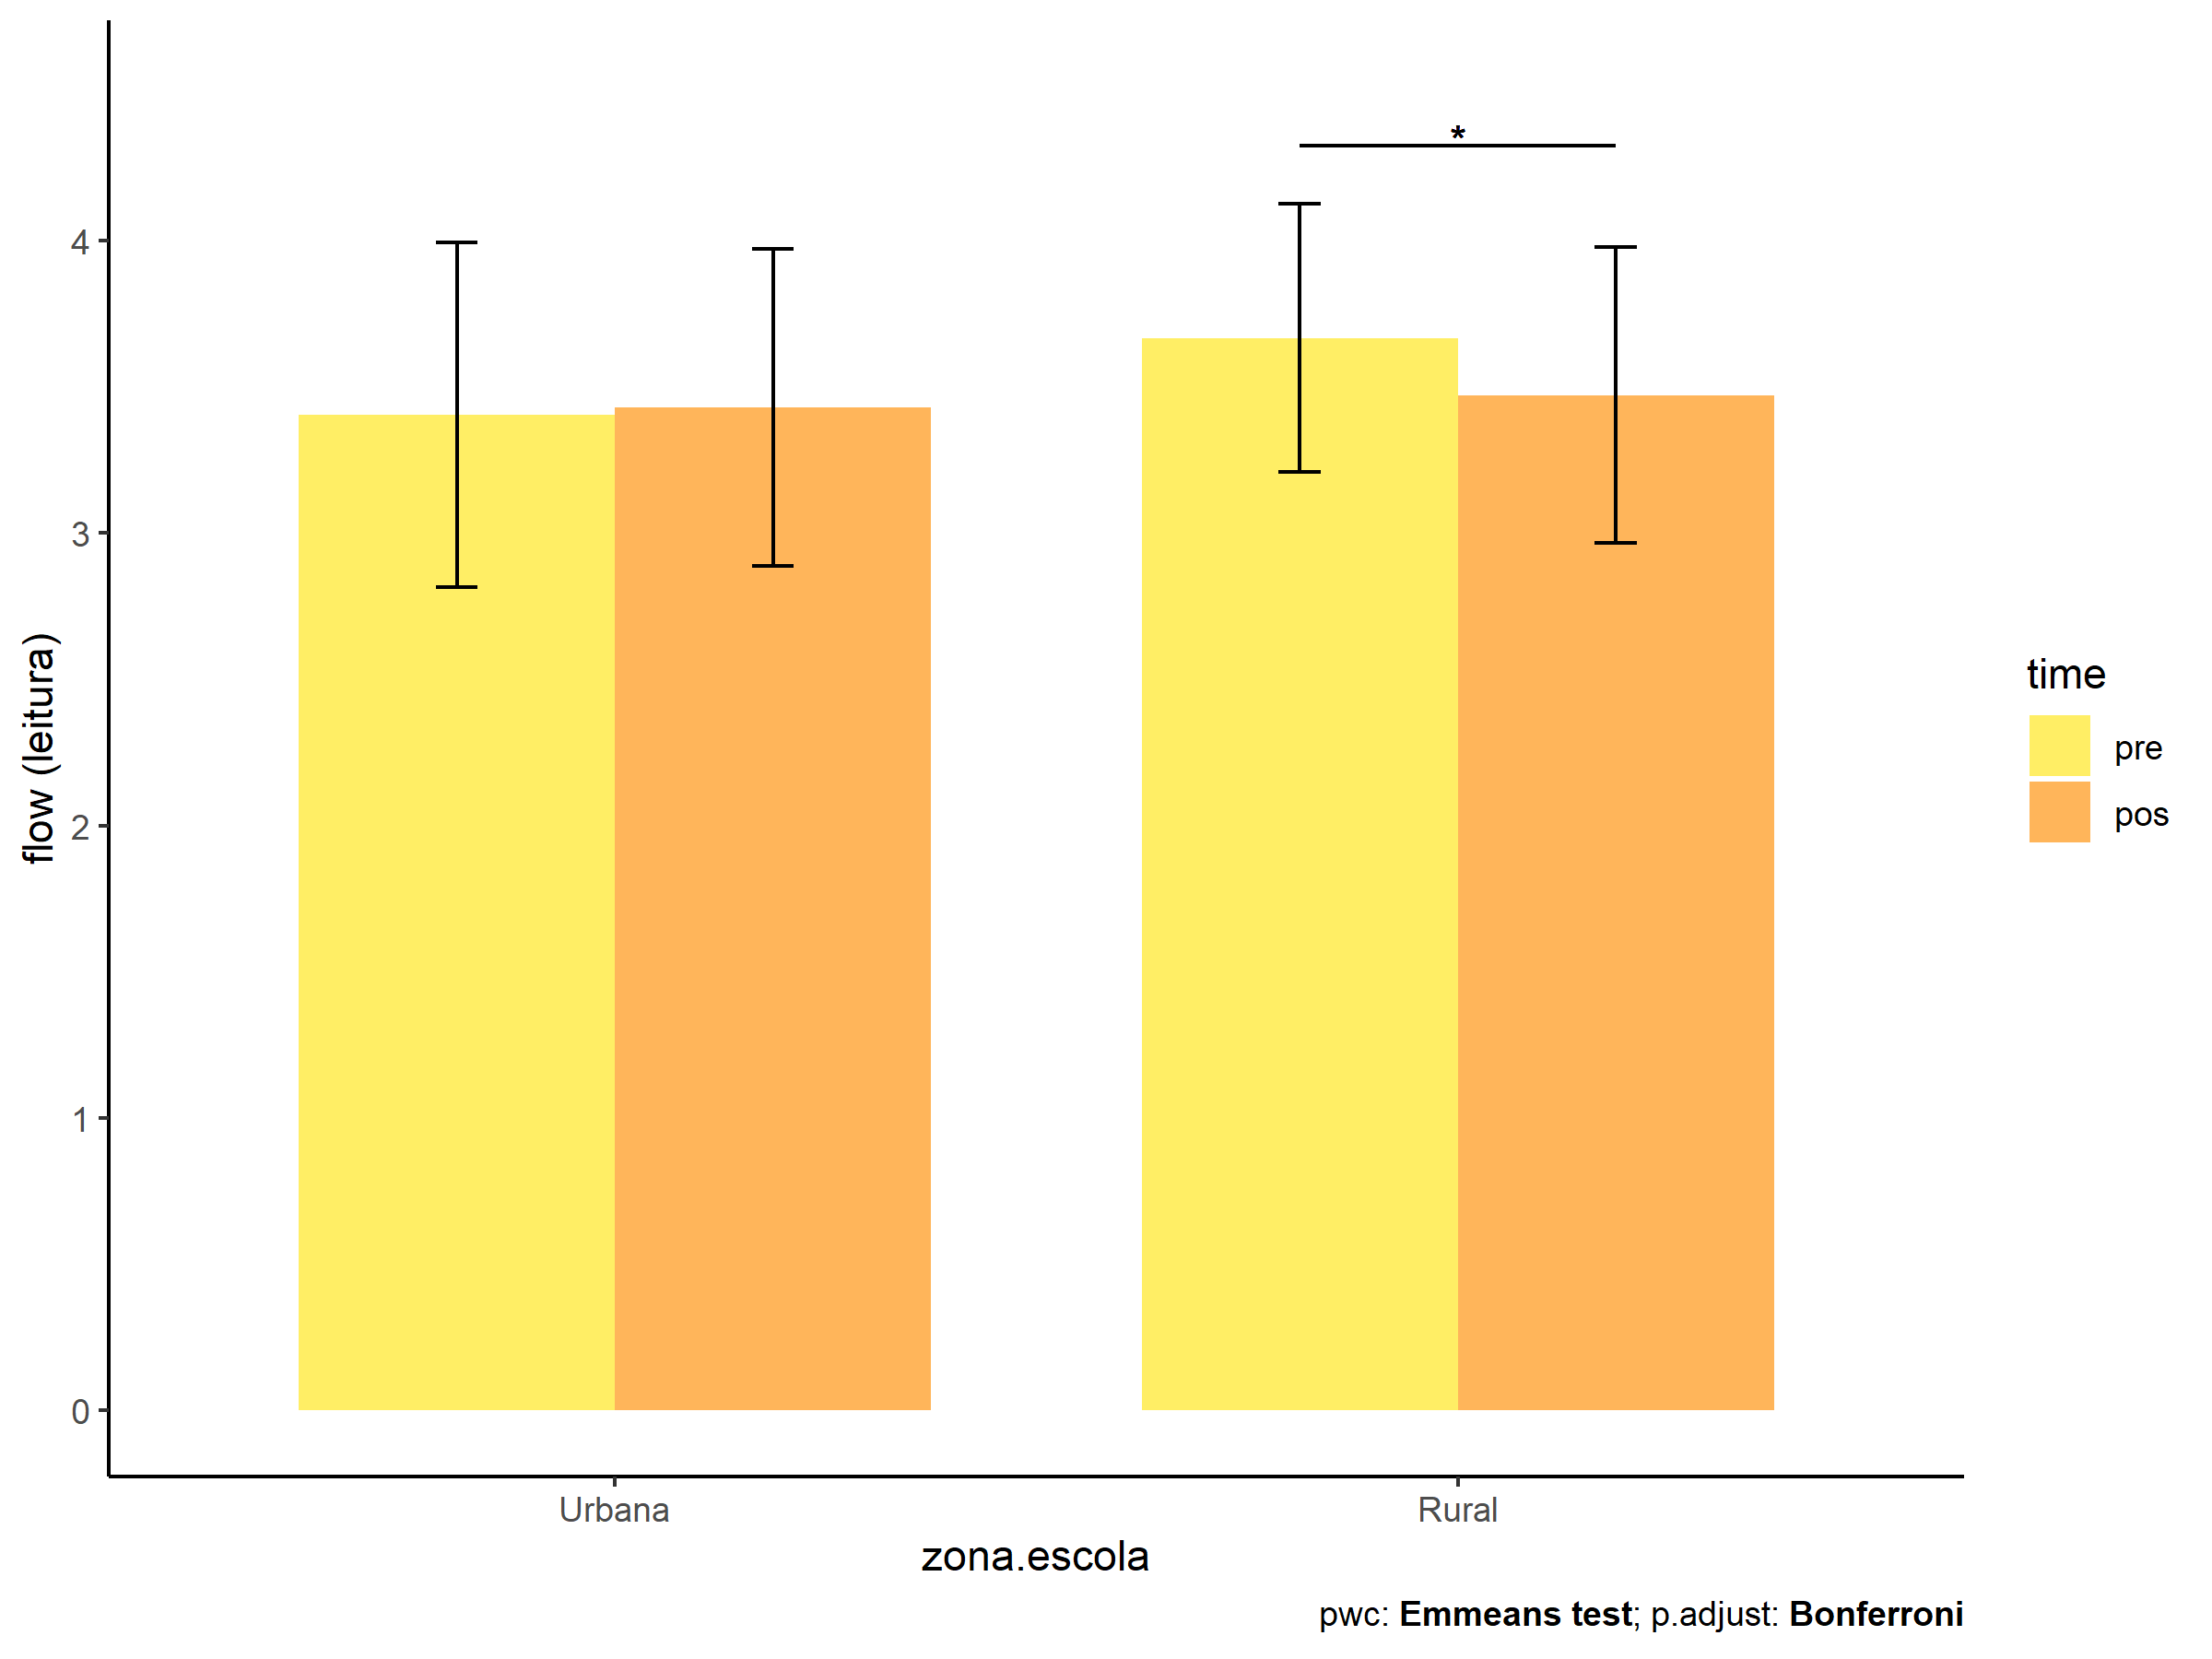 *
4
3
2
1
0
flow (leitura)
Urbana
Rural
zona.escola
time
pre
pos
pwc: Emmeans test; p.adjust: Bonferroni